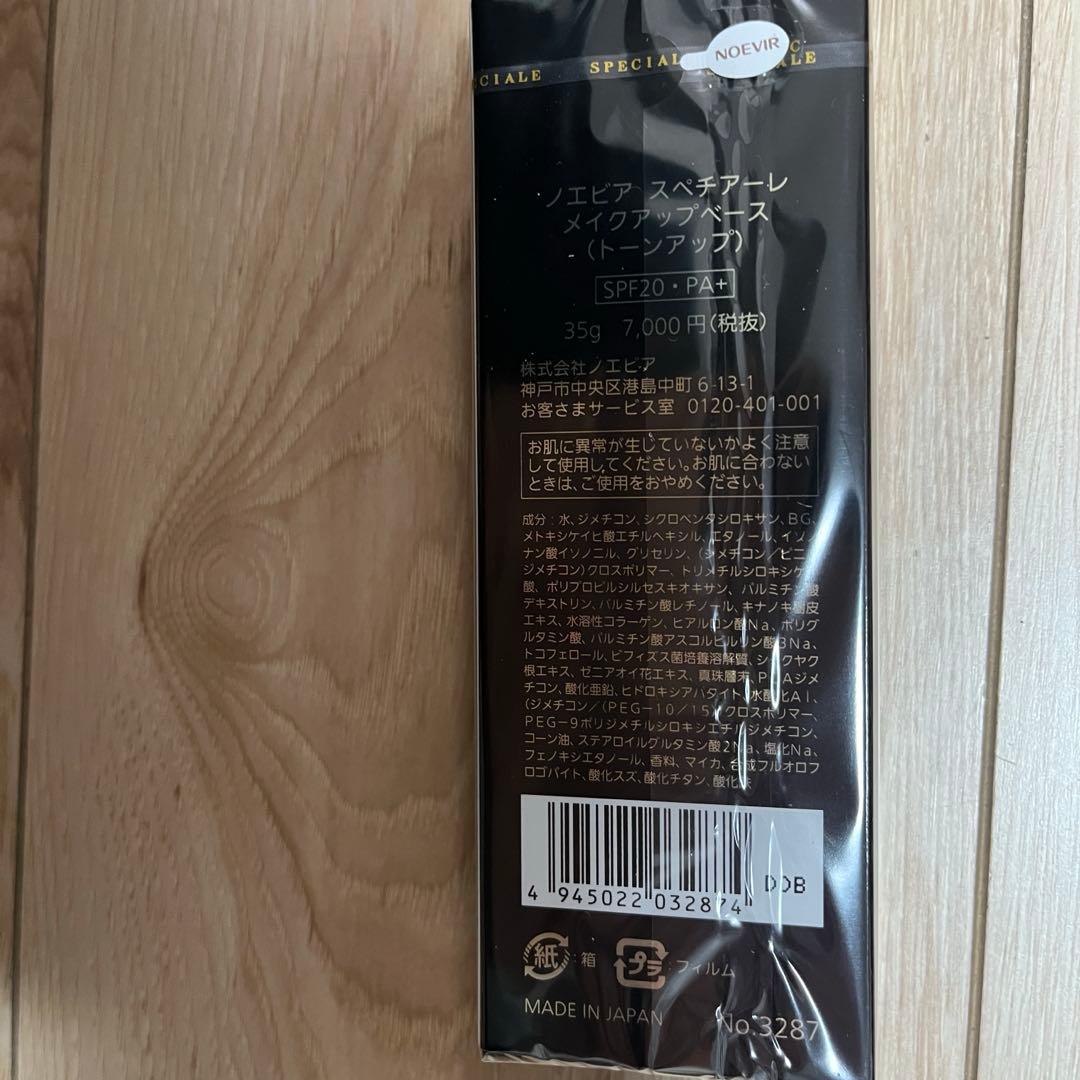 NOEVIR
CIALE SPECIAL ALE
ノエビア スペチアーレ
メイクアップベース
(トーンアップ)
SPF20・PA+
35g 7,000円(税抜)
株式会社ノエビア
神戸市中央区港島中町6-13-1
お客さまサービス室 0120-401-001
お肌に異常が生じていないかよく注意
して使用してください。お肌に合わない
ときは、ご使用をおやめください。
成分:水、ジメチコン、シクロペンタシロキサン、BG、
メトキシケイヒ酸エチルヘキシル、エタノール、イソノ
ナン酸イソノニル、グリセリン、(ジメチコン/ビニ
ジメチコン)クロスポリマー、トリメチルシロキシケイ
酸、ポリプロピルシルセスキオキサン、パルミチン酸
デキストリン、パルミチン酸レチノール、キナノキ樹皮
エキス、水溶性コラーゲン、ヒアルロン酸Na、ポリグ
ルタミン酸、パルミチン酸アスコルビルリン酸3Na、
トコフェロール、ビフィズス菌培養溶解質、シャクヤク
根エキス、ゼニアオイ花エキス、真珠層末、PCAジメ
チコン、酸化亜鉛、ヒドロキシアパタイト、水酸化Al、
(ジメチコン/(PEG-10/15))クロスポリマー、
PEG-9ポリジメチルシロキシエチルジメチコン、
コーン油、ステアロイルグルタミン酸2Na、塩化Na、
フェノキシエタノール、香料、マイカ、合成フルオロフ
ロゴパイト、酸化スズ、酸化チタン、酸化鉄
4 945022 032874 DDB
紙:箱 プラ:フィルム
MADE IN JAPAN No.3287